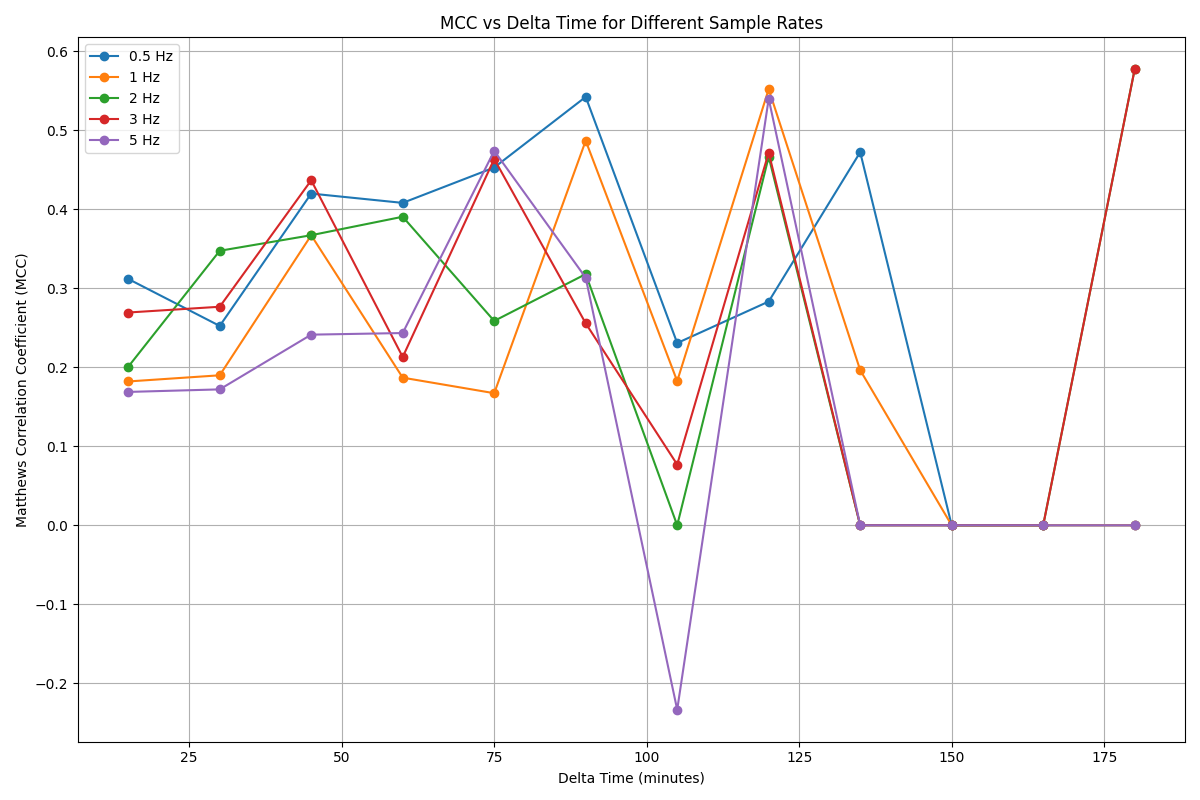 MCC vs Delta Time for Different Sample Rates
0.5 Hz
1 Hz
2 Hz
3 Hz
5 Hz
Matthews Correlation Coefficient (MCC)
0.6
0.5
0.4
0.3
0.2
0.1
0.0
−0.1
−0.2
25 50 75 100 125 150 175
Delta Time (minutes)